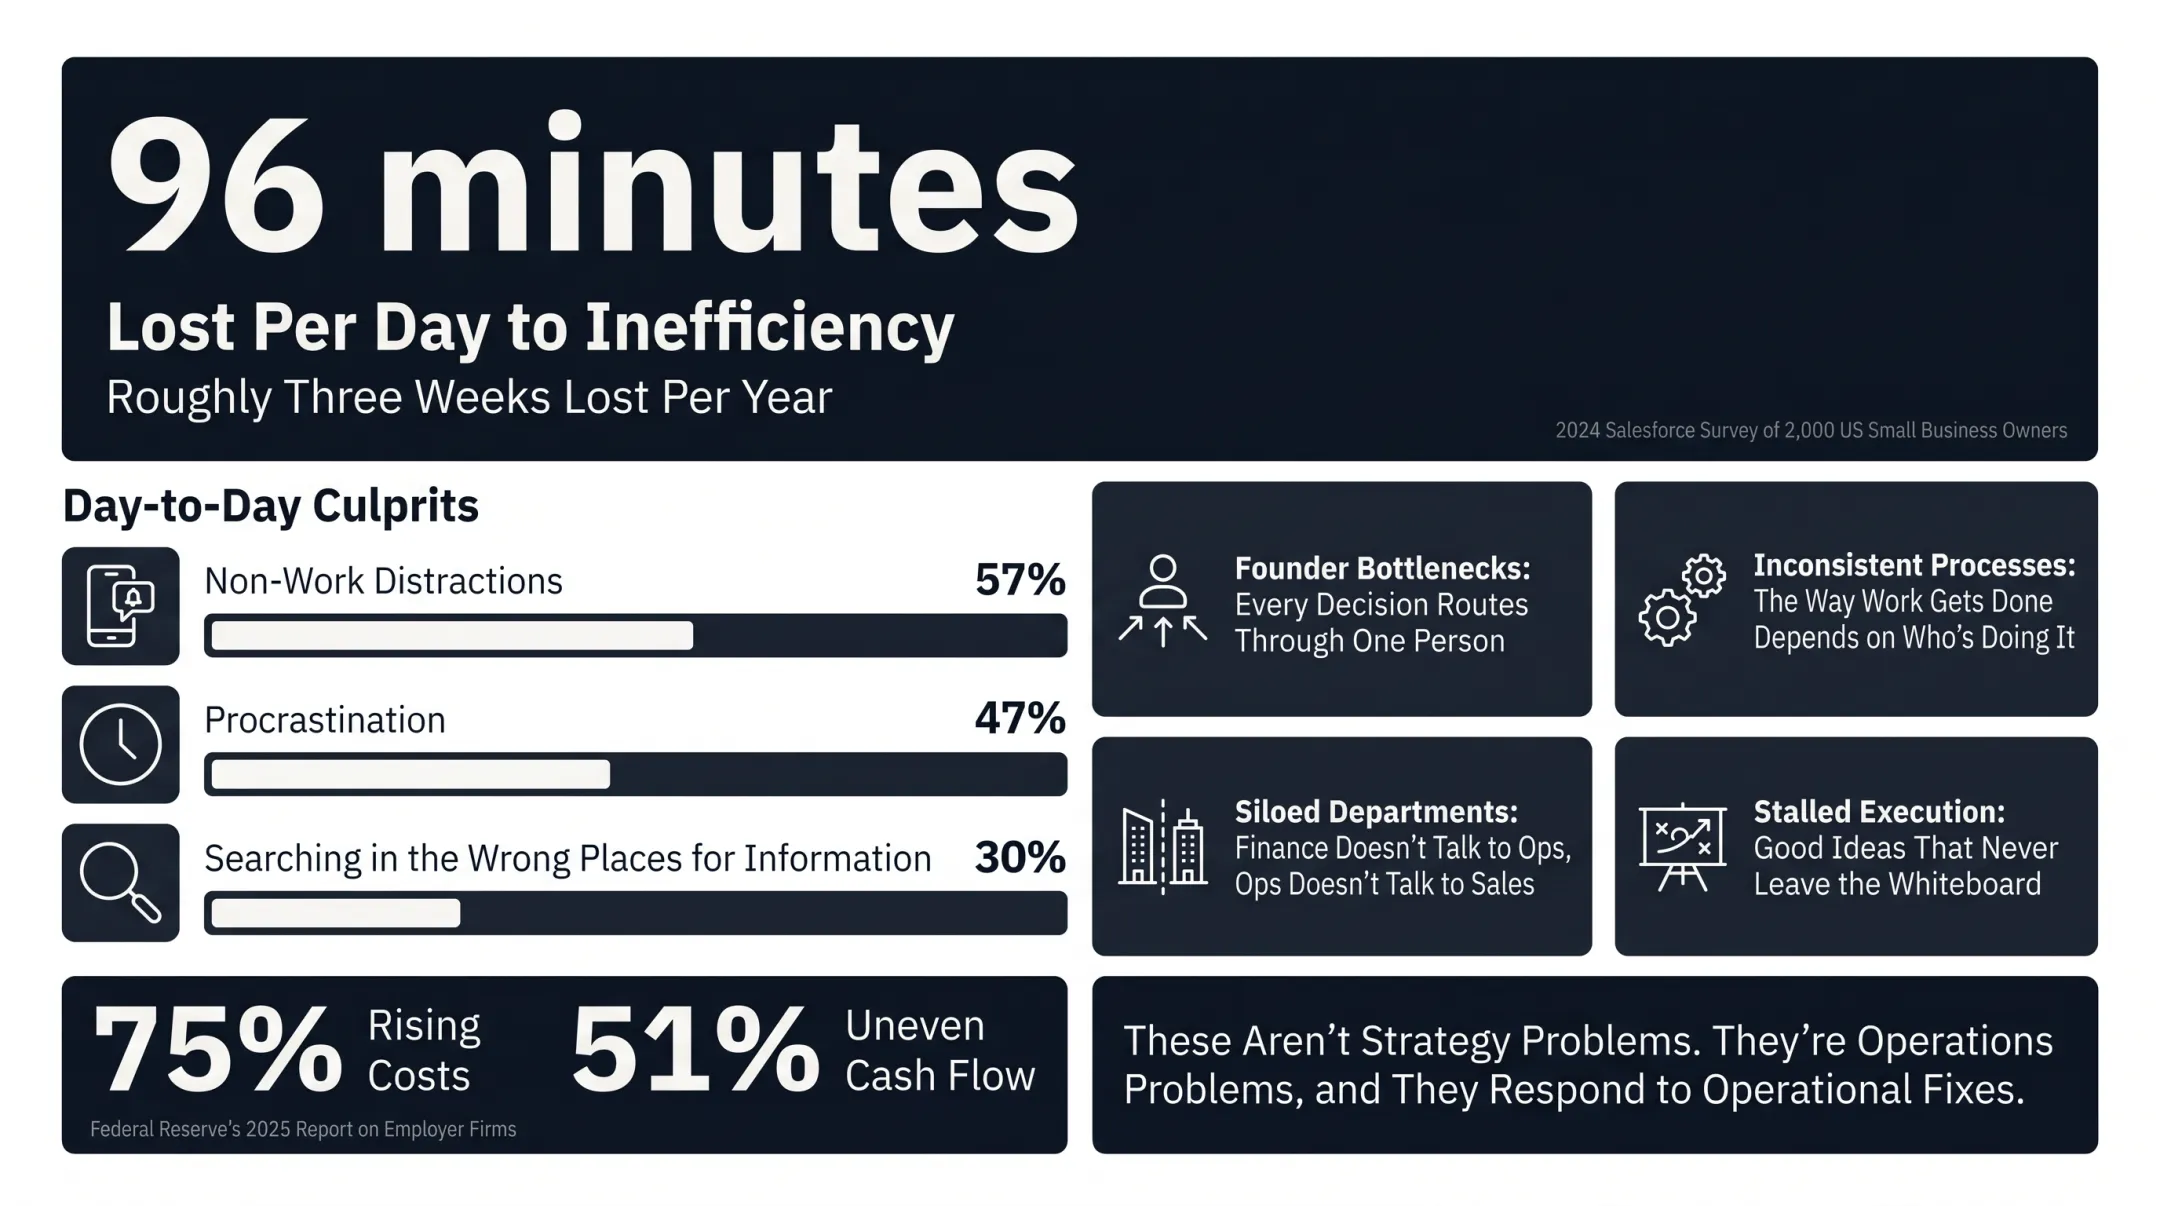 96 minutes
Lost Per Day to Inefficiency
Roughly Three Weeks Lost Per Year
2024 Salesforce Survey of 2,000 US Small Business Owners
Day-to-Day Culprits
Non-Work Distractions 57%
Procrastination 47%
Searching in the Wrong Places for Information 30%
Founder Bottlenecks:
Every Decision Routes
Through One Person
Inconsistent Processes:
The Way Work Gets Done
Depends on Who’s Doing It
Siloed Departments:
Finance Doesn’t Talk to Ops,
Ops Doesn’t Talk to Sales
Stalled Execution:
Good Ideas That Never
Leave the Whiteboard
75% Rising
Costs
51% Uneven
Cash Flow
Federal Reserve’s 2025 Report on Employer Firms
These Aren’t Strategy Problems. They’re Operations
Problems, and They Respond to Operational Fixes.